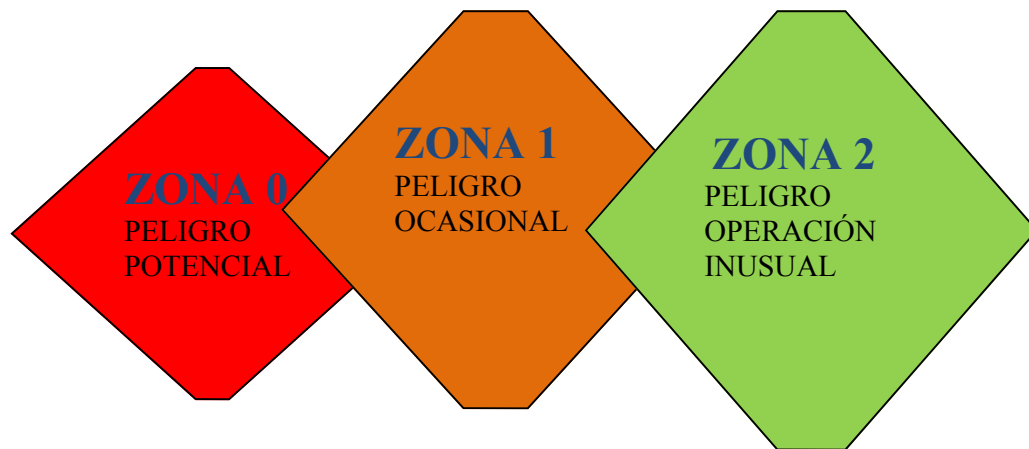 ZONA 0
PELIGRO
POTENCIAL
ZONA 1
PELIGRO
OCASIONAL
ZONA 2
PELIGRO
OPERACIÓN
INUSUAL